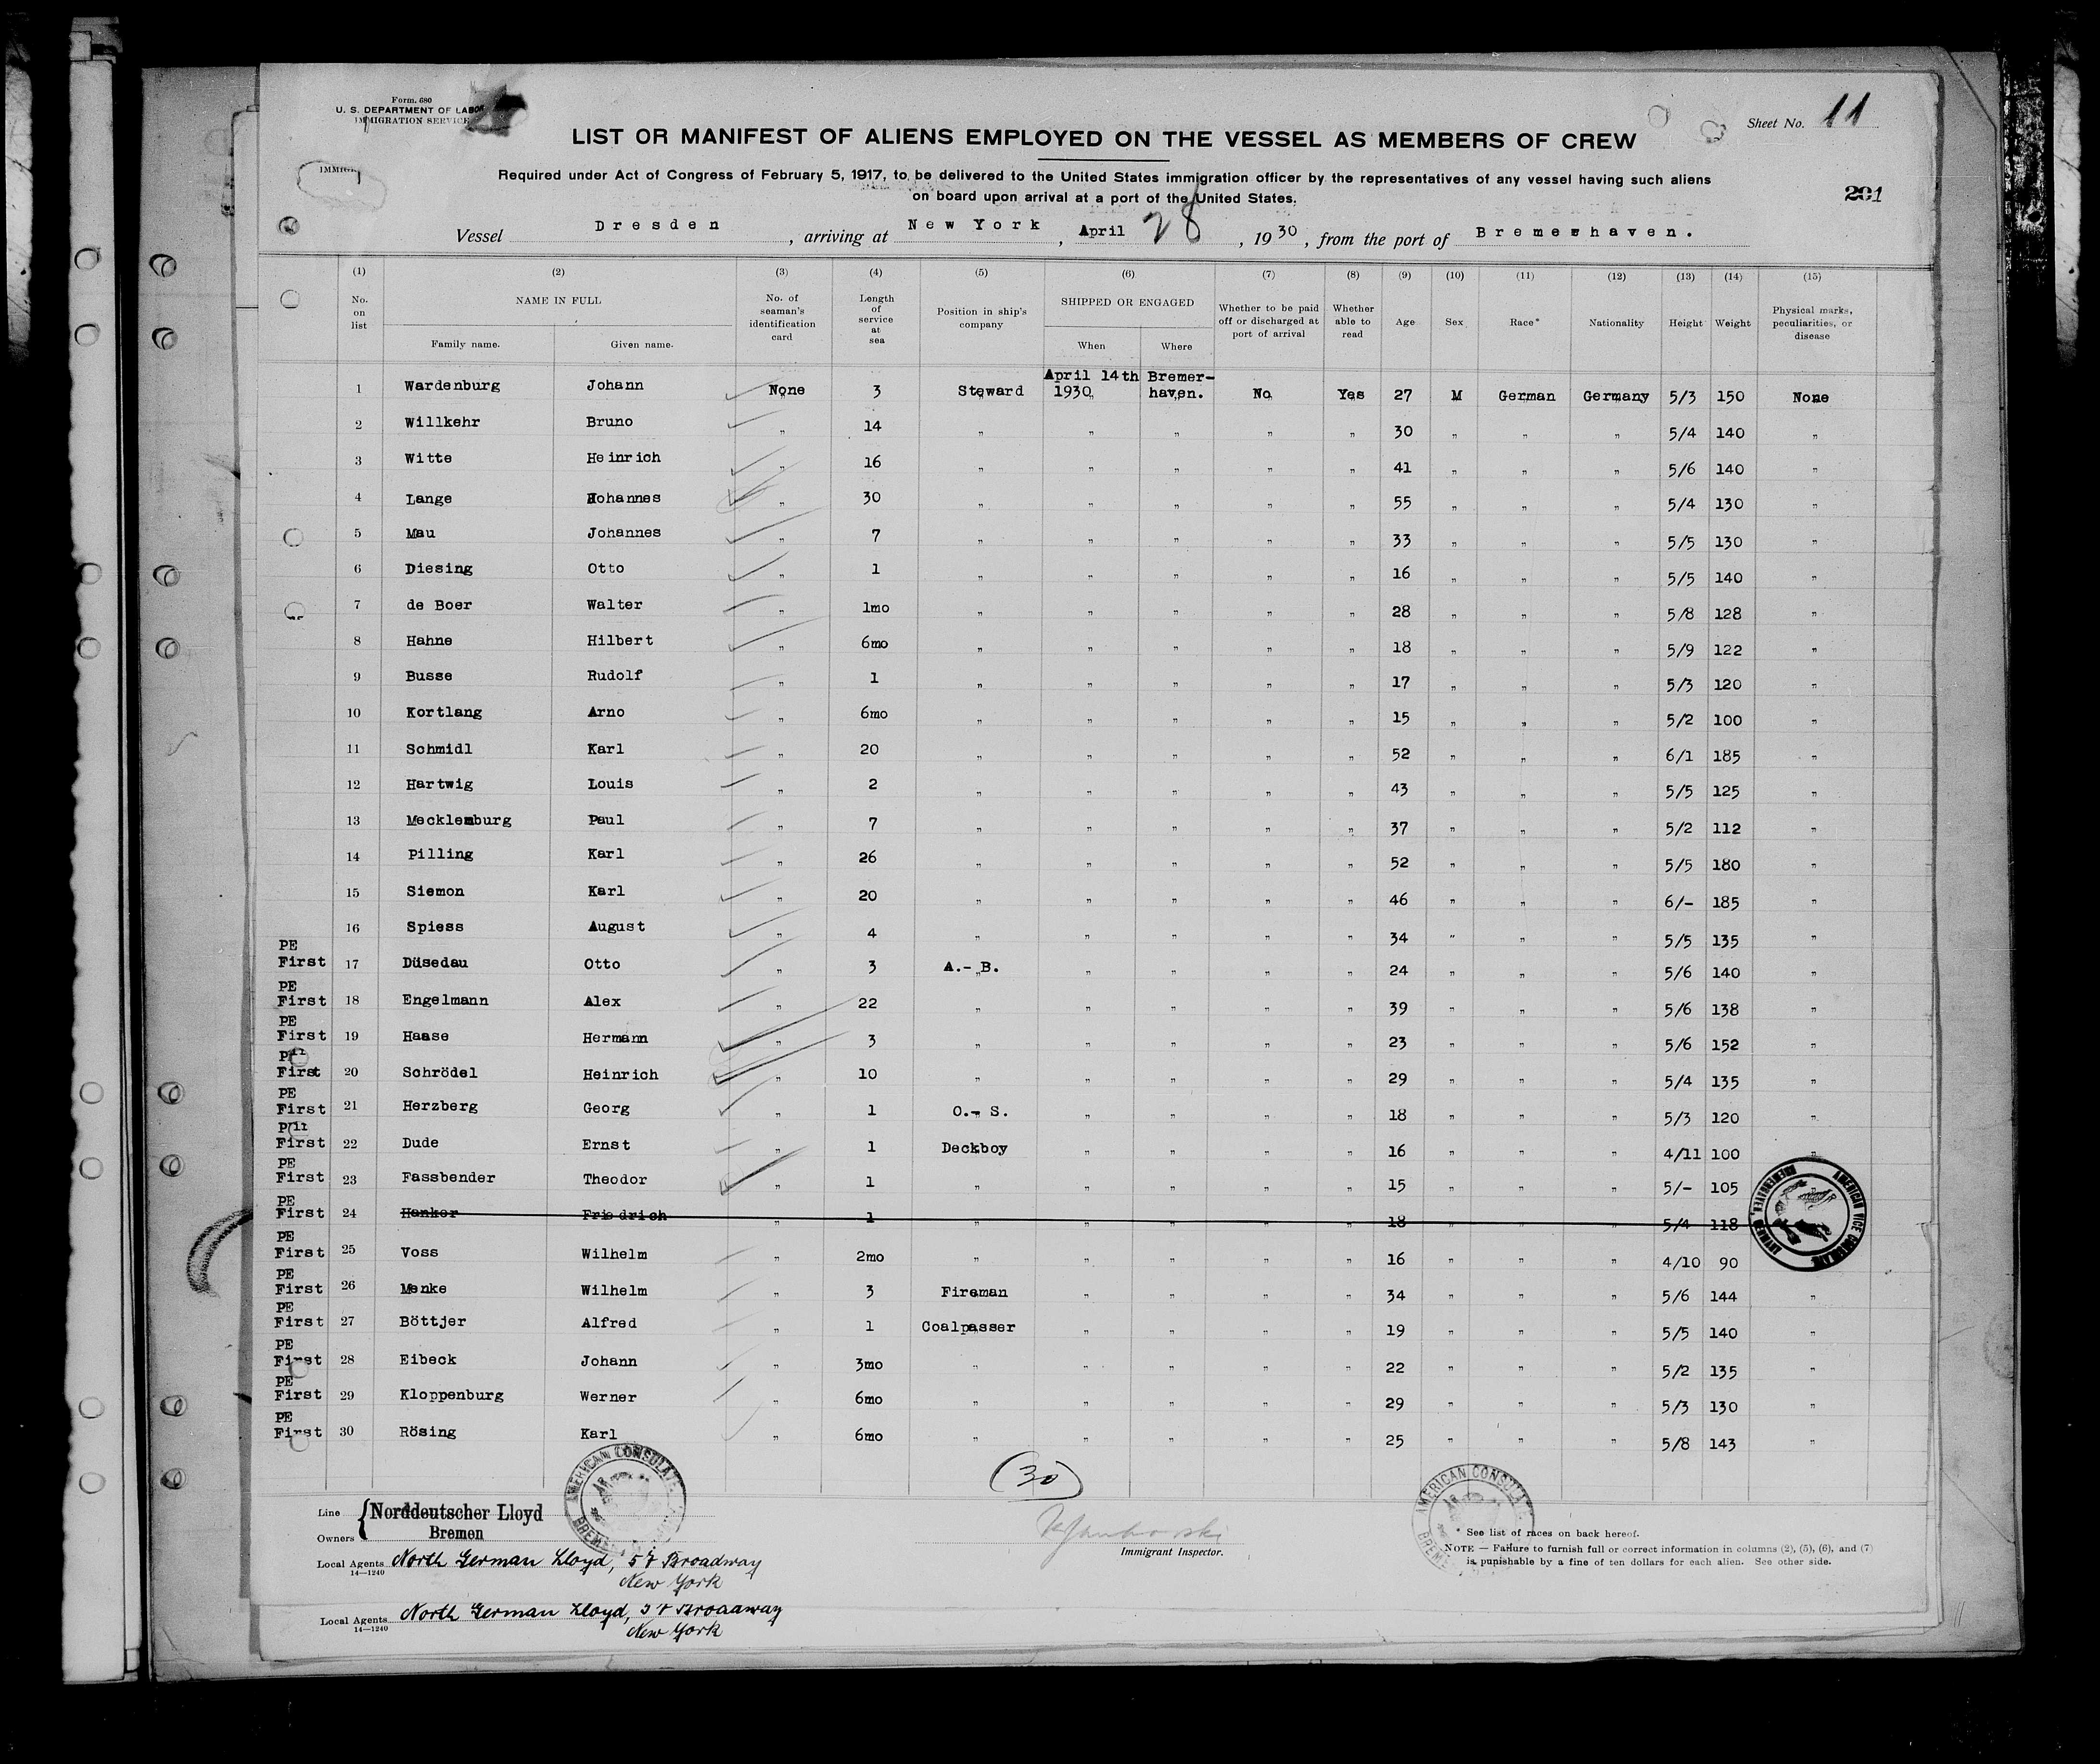 Form. 680
U. S. DEPARTMENT OF LABOR
IMMIGRATION SERVICE
Sheet No. 11
LIST OR MANIFEST OF ALIENS EMPLOYED ON THE VESSEL AS MEMBERS OF CREW
Required under Act of Congress of February 5, 1917, to be delivered to the United States immigration officer by the representatives of any vessel having such aliens
on board upon arrival at a port of the United States.
201
Vessel Dresden , arriving at New York , April 28 , 1930 , from the port of Bremerhaven.
(1) (2) (3) (4) (5) (6) (7) (8) (9) (10) (11) (12) (13) (14) (15)
No. on list NAME IN FULL Family name. Given name. No. of seaman's identification card Length of service at sea Position in ship's company SHIPPED OR ENGAGED When Where Whether to be paid off or discharged at port of arrival Whether able to read Age Sex Race* Nationality Height Weight Physical marks, peculiarities, or disease
1 Wardenburg Johann None 3 Steward April 14th 1930 Bremer-haven. No Yes 27 M German Germany 5/3 150 None
2 Willkehr Bruno " 14 " " " " " 30 " " " 5/4 140 "
3 Witte Heinrich " 16 " " " " " 41 " " " 5/6 140 "
4 Lange Hohannes " 30 " " " " " 55 " " " 5/4 130 "
5 Mau Johannes " 7 " " " " " 33 " " " 5/5 130 "
6 Diesing Otto " 1 " " " " " 16 " " " 5/5 140 "
7 de Boer Walter " 1mo " " " " " 28 " " " 5/8 128 "
8 Hahne Hilbert " 6mo " " " " " 18 " " " 5/9 122 "
9 Busse Rudolf " 1 " " " " " 17 " " " 5/3 120 "
10 Kortlang Arno " 6mo " " " " " 15 " " " 5/2 100 "
11 Schmidl Karl " 20 " " " " " 52 " " " 6/1 185 "
12 Hartwig Louis " 2 " " " " " 43 " " " 5/5 125 "
13 Mecklemburg Paul " 7 " " " " " 37 " " " 5/2 112 "
14 Pilling Karl " 26 " " " " " 52 " " " 5/5 180 "
15 Siemon Karl " 20 " " " " " 46 " " " 6/- 185 "
16 Spiess August " 4 " " " " " 34 " " " 5/5 135 "
PE First 17 Düsedau Otto " 3 A.- B. " " " " 24 " " " 5/6 140 "
PE First 18 Engelmann Alex " 22 " " " " " 39 " " " 5/6 138 "
PE First 19 Haase Hermann " 3 " " " " " 23 " " " 5/6 152 "
First 20 Schrödel Heinrich " 10 " " " " " 29 " " " 5/4 135 "
PE First 21 Herzberg Georg " 1 O.- S. " " " " 18 " " " 5/3 120 "
First 22 Dude Ernst " 1 Deckboy " " " " 16 " " " 4/11 100 "
PE First 23 Fassbender Theodor " 1 " " " " " 15 " " " 5/- 105
PE First 24 Hanker Friedrich " 1 " " " " " 18 " " " 5/4 118
PE First 25 Voss Wilhelm " 2mo " " " " " 16 " " " 4/10 90
PE First 26 Menke Wilhelm " 3 Fireman " " " " 34 " " " 5/6 144 "
PE First 27 Böttjer Alfred " 1 Coalpasser " " " " 19 " " " 5/5 140 "
PE First 28 Eibeck Johann " 3mo " " " " " 22 " " " 5/2 135 "
PE First 29 Kloppenburg Werner " 6mo " " " " " 29 " " " 5/3 130 "
PE First 30 Rösing Karl " 6mo " " " " " 25 " " " 5/8 143 "
AMERICAN VICE CONSULATE
AMERICAN CONSULATE
AMERICAN CONSULATE
(30)
Line Norddeutscher Lloyd
Owners Bremen
Immigrant Inspector.
* See list of races on back hereof.
NOTE — Failure to furnish full or correct information in columns (2), (5), (6), and (7)
is punishable by a fine of ten dollars for each alien. See other side.
Local Agents North German Lloyd, 57 Broadway
14—1240
New York
Local Agents North German Lloyd, 57 Broadway
14—1240
New York